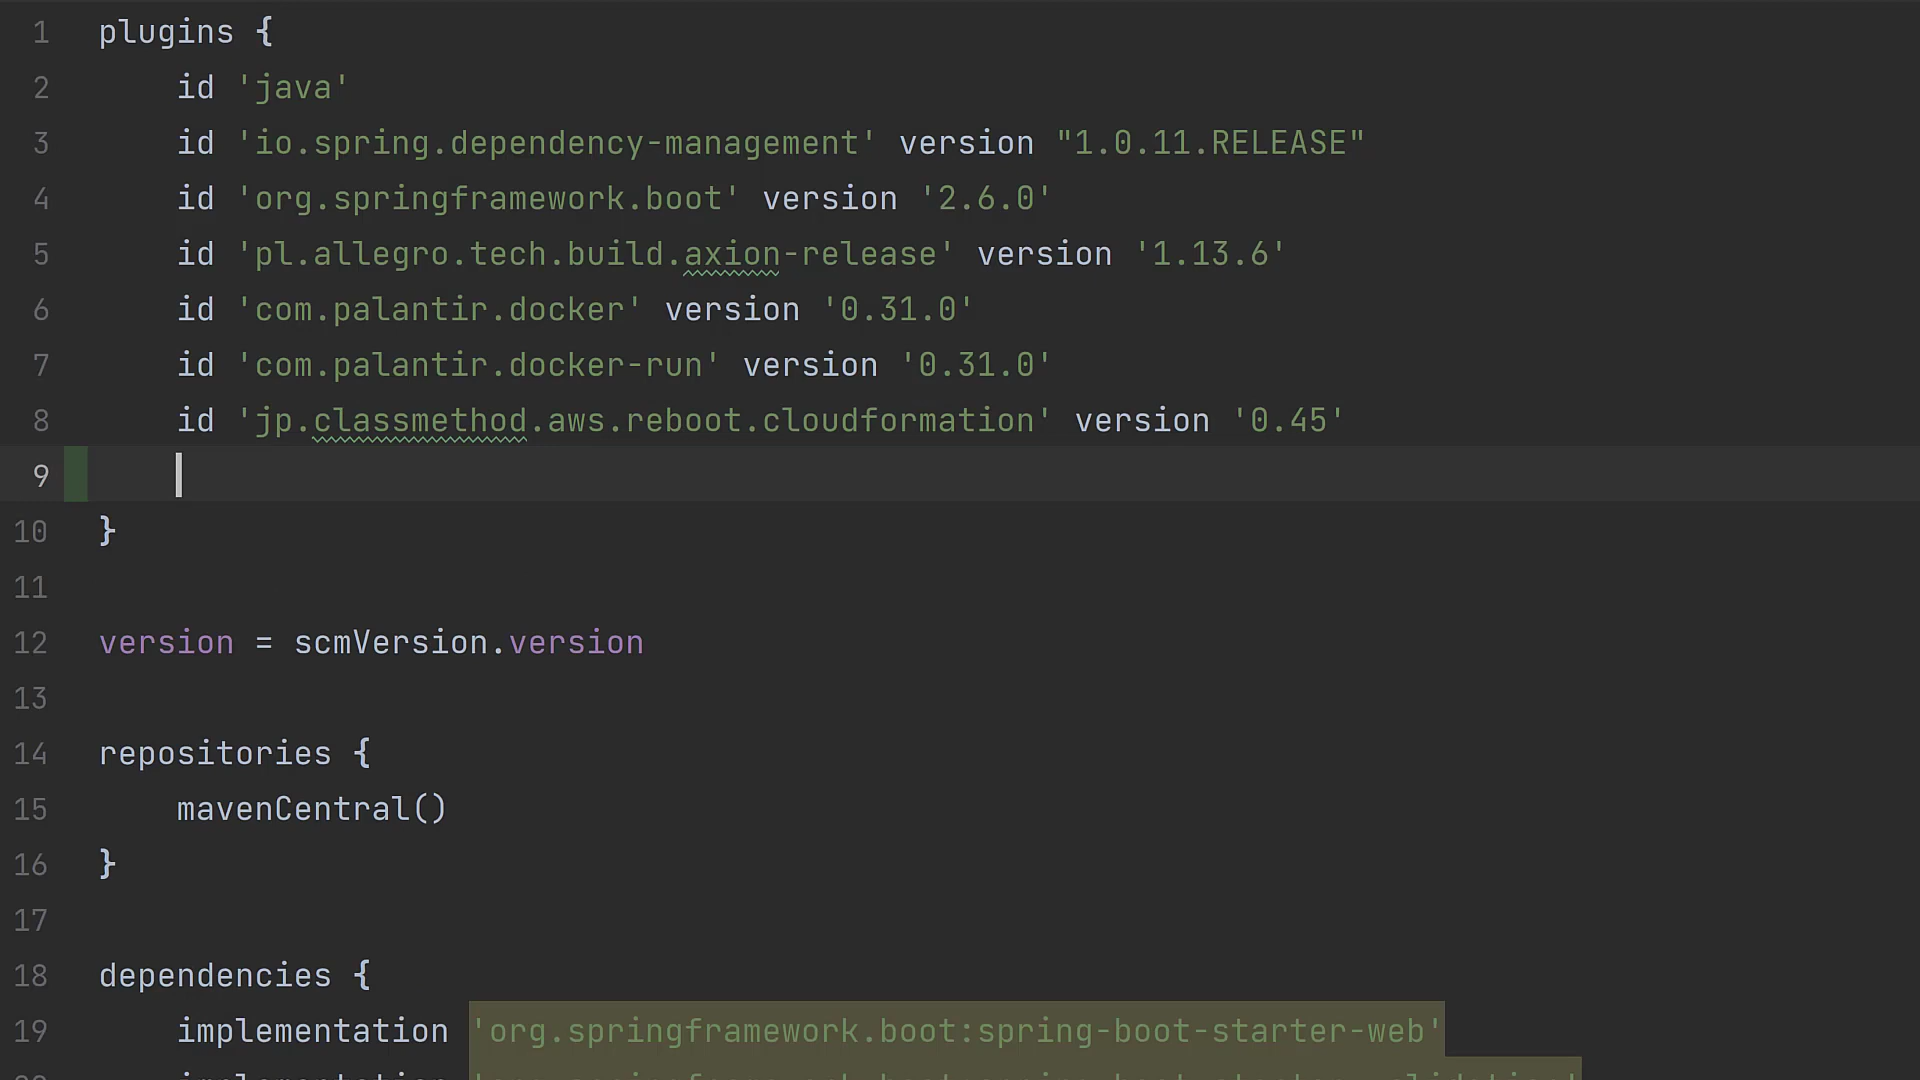 1 plugins {
2 id 'java'
3 id 'io.spring.dependency-management' version "1.0.11.RELEASE"
4 id 'org.springframework.boot' version '2.6.0'
5 id 'pl.allegro.tech.build.axion-release' version '1.13.6'
6 id 'com.palantir.docker' version '0.31.0'
7 id 'com.palantir.docker-run' version '0.31.0'
8 id 'jp.classmethod.aws.reboot.cloudformation' version '0.45'
9
10 }
11
12 version = scmVersion.version
13
14 repositories {
15 mavenCentral()
16 }
17
18 dependencies {
19 implementation 'org.springframework.boot:spring-boot-starter-web'